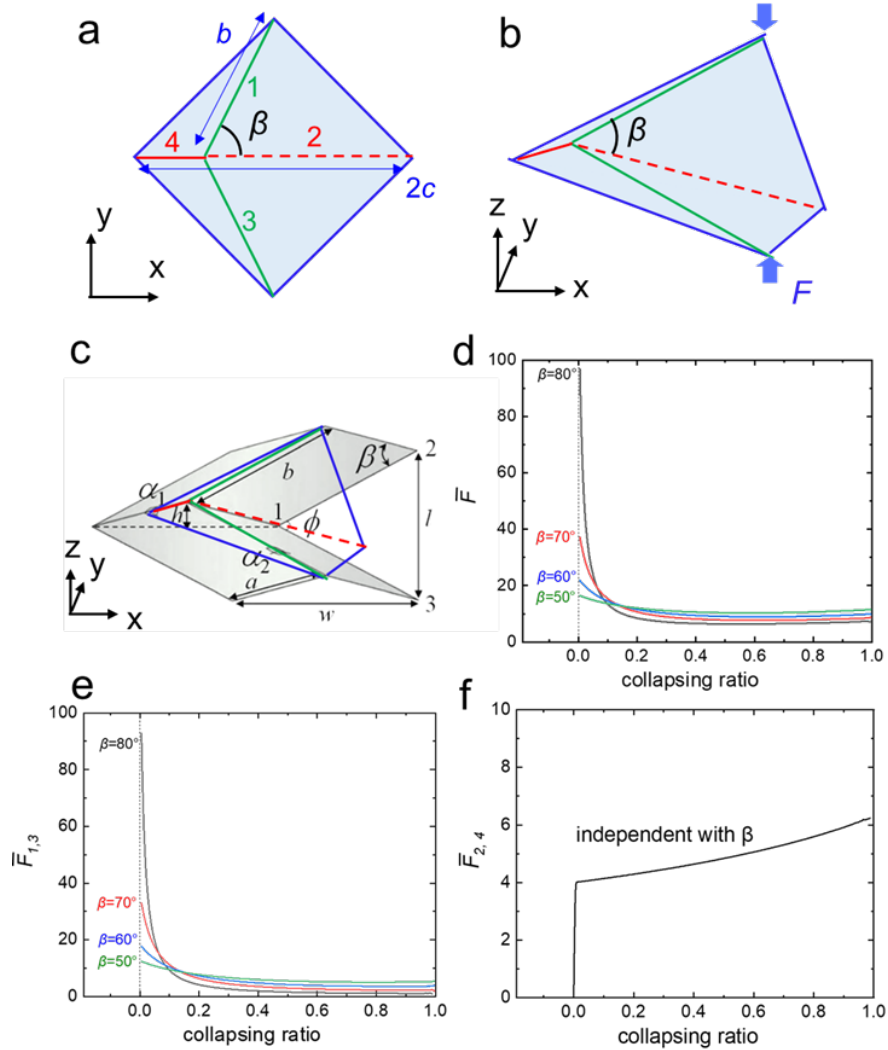 a
b
1
β
4
2
2c
3
y
x
b
β
z
y
x
F
c
α₁
h
b
β
2
1
ϕ
l
α₂
a
w
3
z
y
x
d
F̅
100
80
60
40
20
0
β=80°
β=70°
β=60°
β=50°
0.0 0.2 0.4 0.6 0.8 1.0
collapsing ratio
e
F̅1,3
100
80
60
40
20
0
β=80°
β=70°
β=60°
β=50°
0.0 0.2 0.4 0.6 0.8 1.0
collapsing ratio
f
F̅2, 4
10
8
6
4
2
0
independent with β
0.0 0.2 0.4 0.6 0.8 1.0
collapsing ratio